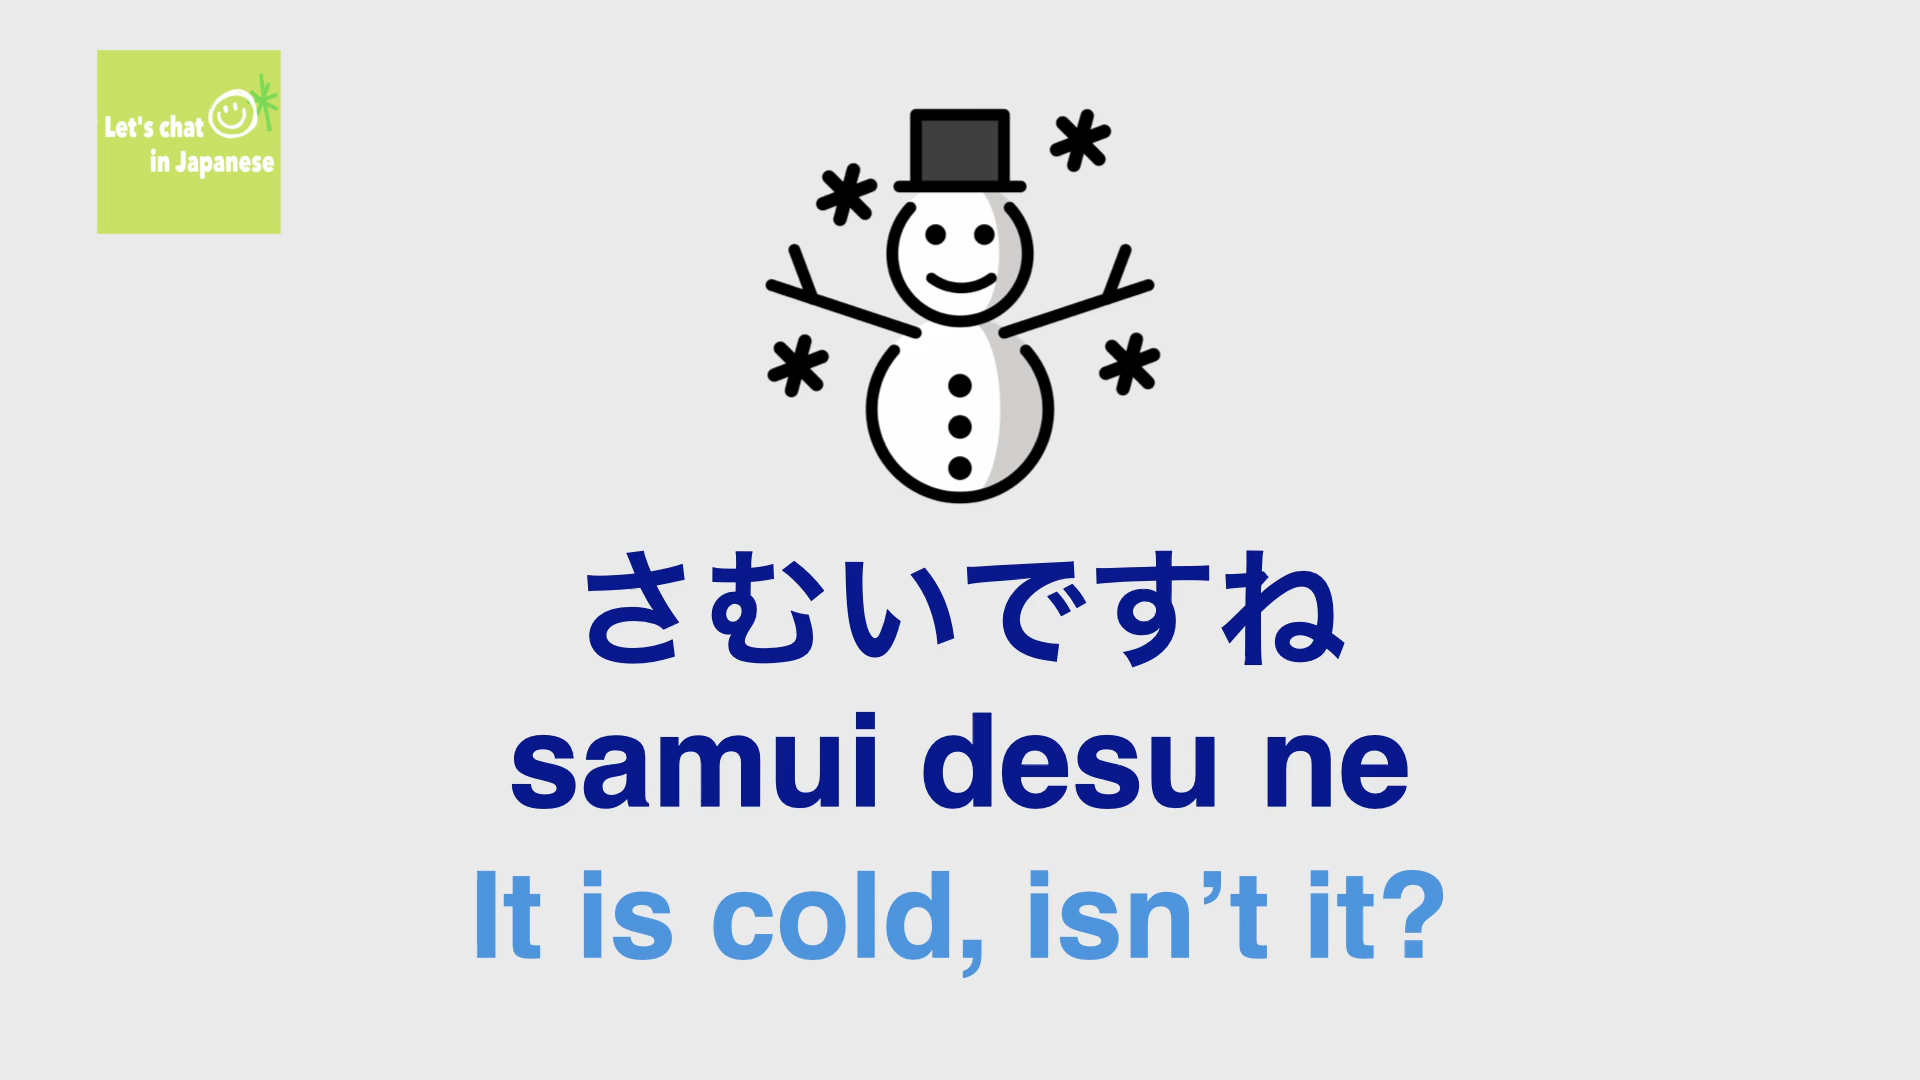 Let's chat
in Japanese
さむいですね
samui desu ne
It is cold, isn’t it?